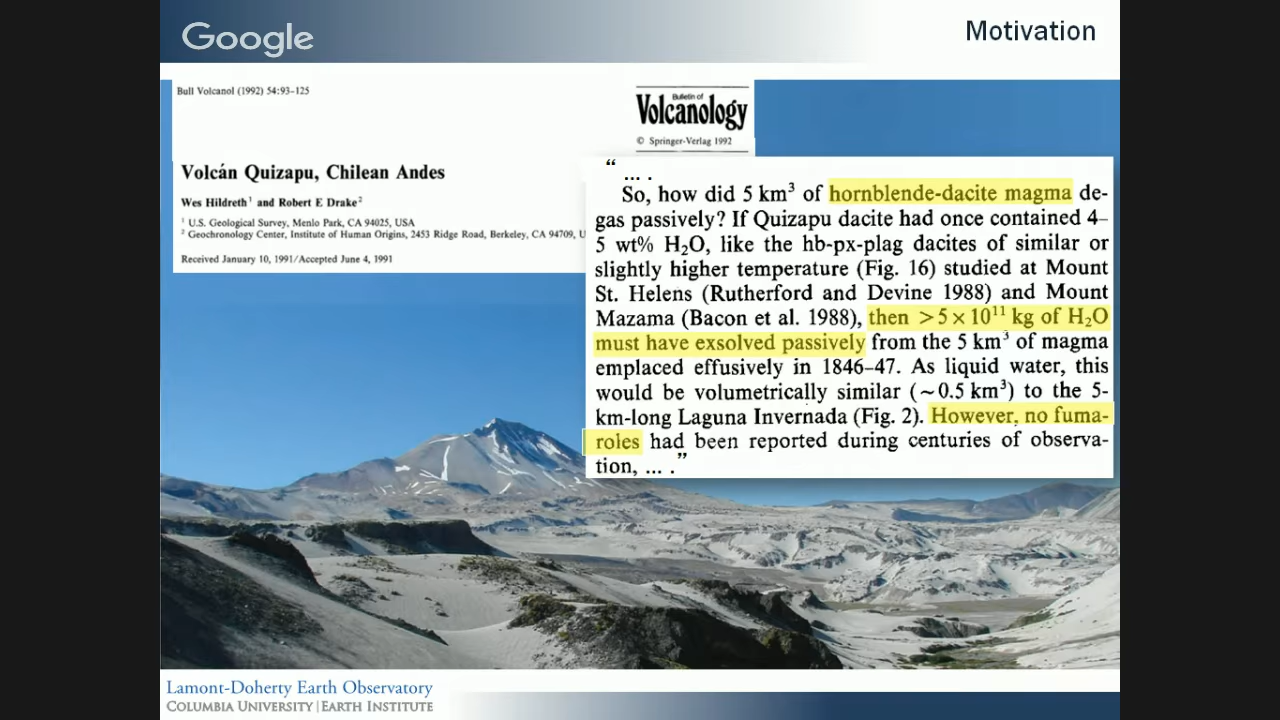 Google
Motivation
Bull Volcanol (1992) 54:93–125
Bulletin of
Volcanology
© Springer-Verlag 1992
Volcán Quizapu, Chilean Andes
Wes Hildreth¹ and Robert E Drake²
¹ U.S. Geological Survey, Menlo Park, CA 94025, USA
² Geochronology Center, Institute of Human Origins, 2453 Ridge Road, Berkeley, CA 94709, U
Received January 10, 1991/Accepted June 4, 1991
“ ... .
So, how did 5 km³ of hornblende-dacite magma de-
gas passively? If Quizapu dacite had once contained 4–
5 wt% H₂O, like the hb-px-plag dacites of similar or
slightly higher temperature (Fig. 16) studied at Mount
St. Helens (Rutherford and Devine 1988) and Mount
Mazama (Bacon et al. 1988), then >5×10¹¹ kg of H₂O
must have exsolved passively from the 5 km³ of magma
emplaced effusively in 1846–47. As liquid water, this
would be volumetrically similar (~0.5 km³) to the 5-
km-long Laguna Invernada (Fig. 2). However, no fuma-
roles had been reported during centuries of observa-
tion, ... .”
Lamont-Doherty Earth Observatory
COLUMBIA UNIVERSITY | EARTH INSTITUTE